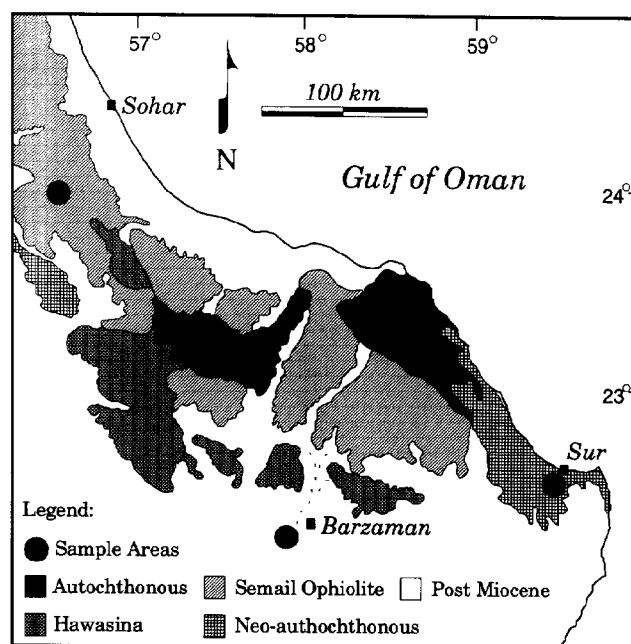 57° 58° 59°
Sohar
100 km
N
Gulf of Oman
24°
23°
Sur
Barzaman
Legend:
Sample Areas
Autochthonous Semail Ophiolite Post Miocene
Hawasina Neo-authochthonous